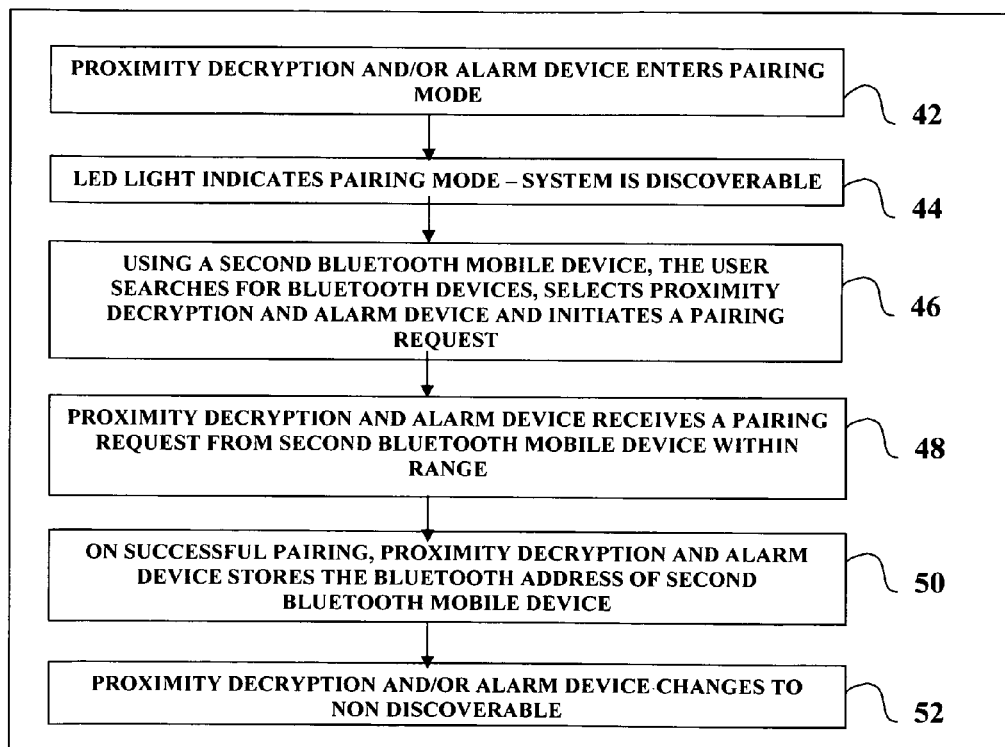 PROXIMITY DECRYPTION AND/OR ALARM DEVICE ENTERS PAIRING
MODE
42
LED LIGHT INDICATES PAIRING MODE – SYSTEM IS DISCOVERABLE
44
USING A SECOND BLUETOOTH MOBILE DEVICE, THE USER
SEARCHES FOR BLUETOOTH DEVICES, SELECTS PROXIMITY
DECRYPTION AND ALARM DEVICE AND INITIATES A PAIRING
REQUEST
46
PROXIMITY DECRYPTION AND ALARM DEVICE RECEIVES A PAIRING
REQUEST FROM SECOND BLUETOOTH MOBILE DEVICE WITHIN
RANGE
48
ON SUCCESSFUL PAIRING, PROXIMITY DECRYPTION AND ALARM
DEVICE STORES THE BLUETOOTH ADDRESS OF SECOND
BLUETOOTH MOBILE DEVICE
50
PROXIMITY DECRYPTION AND/OR ALARM DEVICE CHANGES TO
NON DISCOVERABLE
52